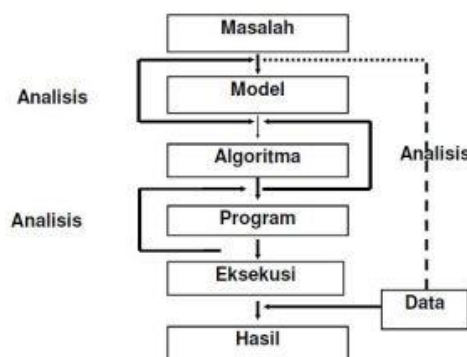 Masalah
Analisis
Model
Algoritma
Analisis
Analisis
Program
Eksekusi
Data
Hasil